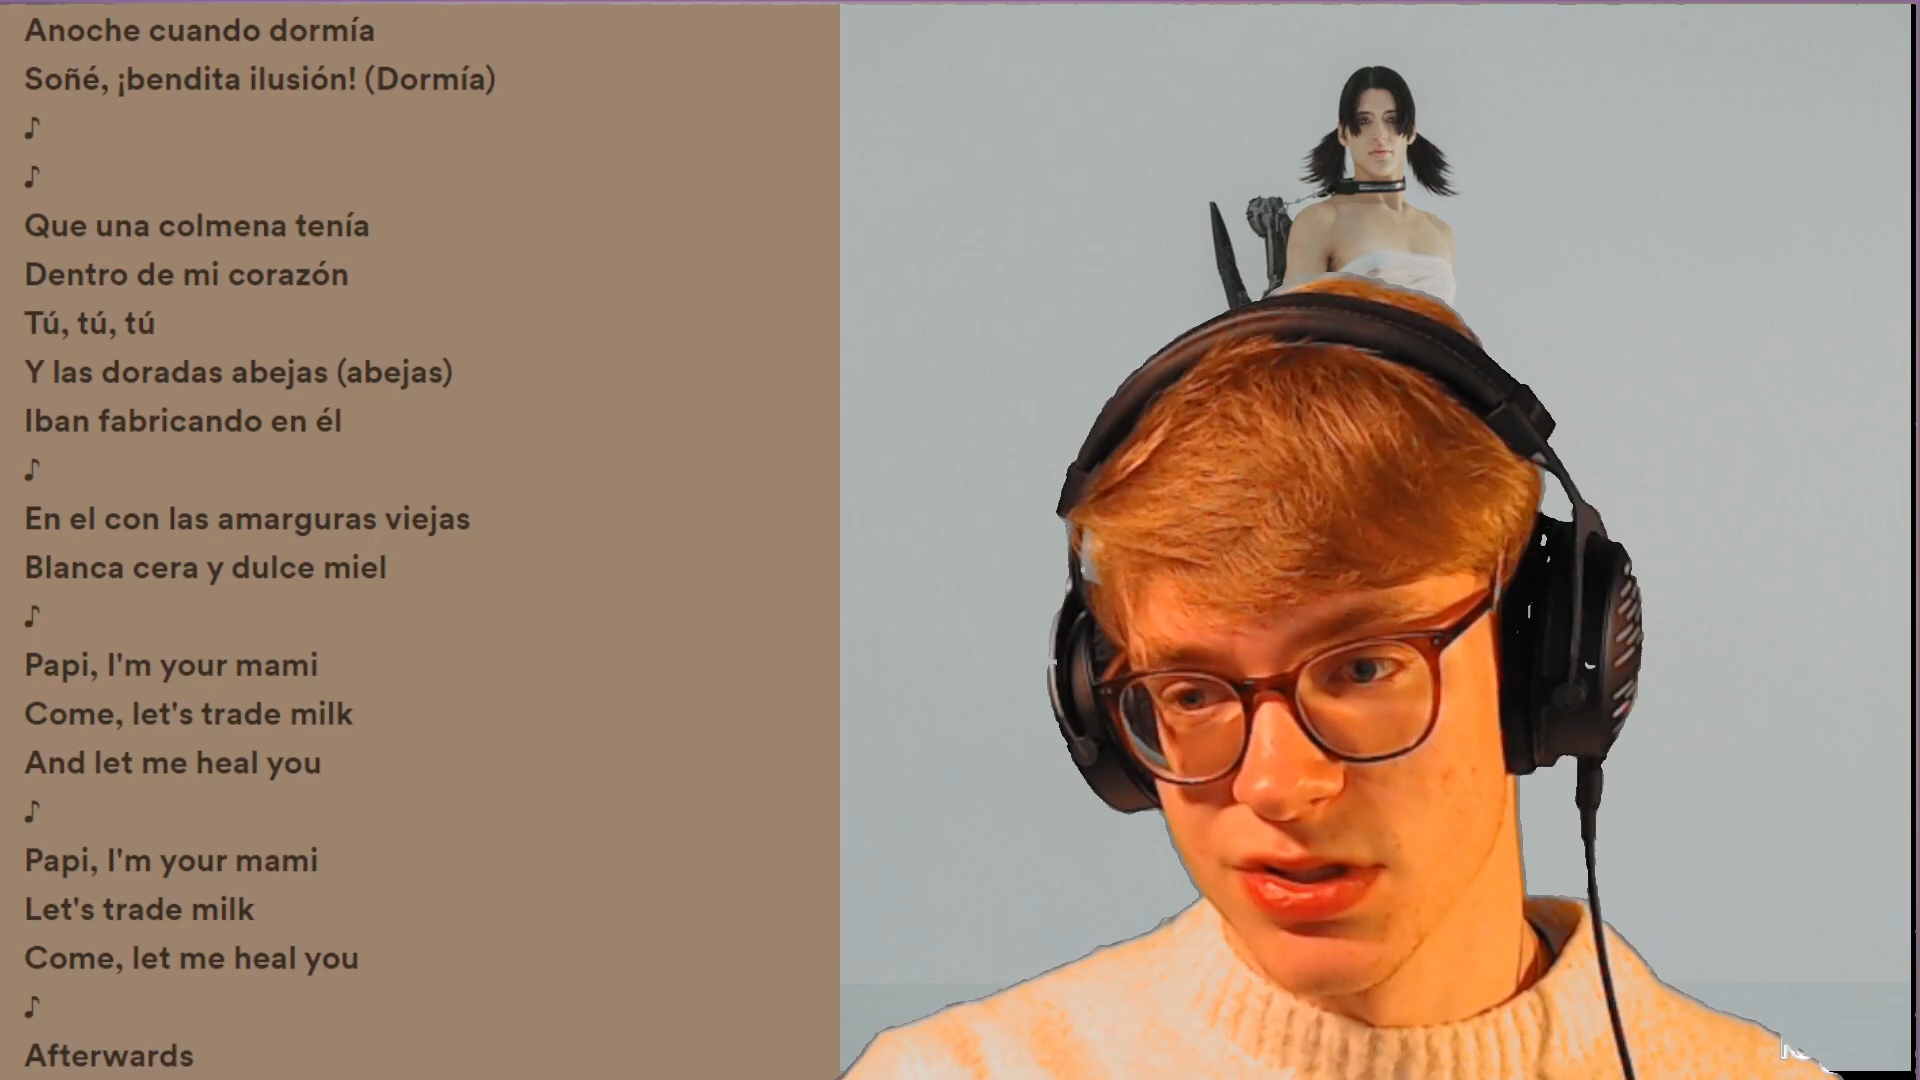 Anoche cuando dormía
Soñé, ¡bendita ilusión! (Dormía)
♪
♪
Que una colmena tenía
Dentro de mi corazón
Tú, tú, tú
Y las doradas abejas (abejas)
Iban fabricando en él
♪
En el con las amarguras viejas
Blanca cera y dulce miel
♪
Papi, I'm your mami
Come, let's trade milk
And let me heal you
♪
Papi, I'm your mami
Let's trade milk
Come, let me heal you
♪
Afterwards